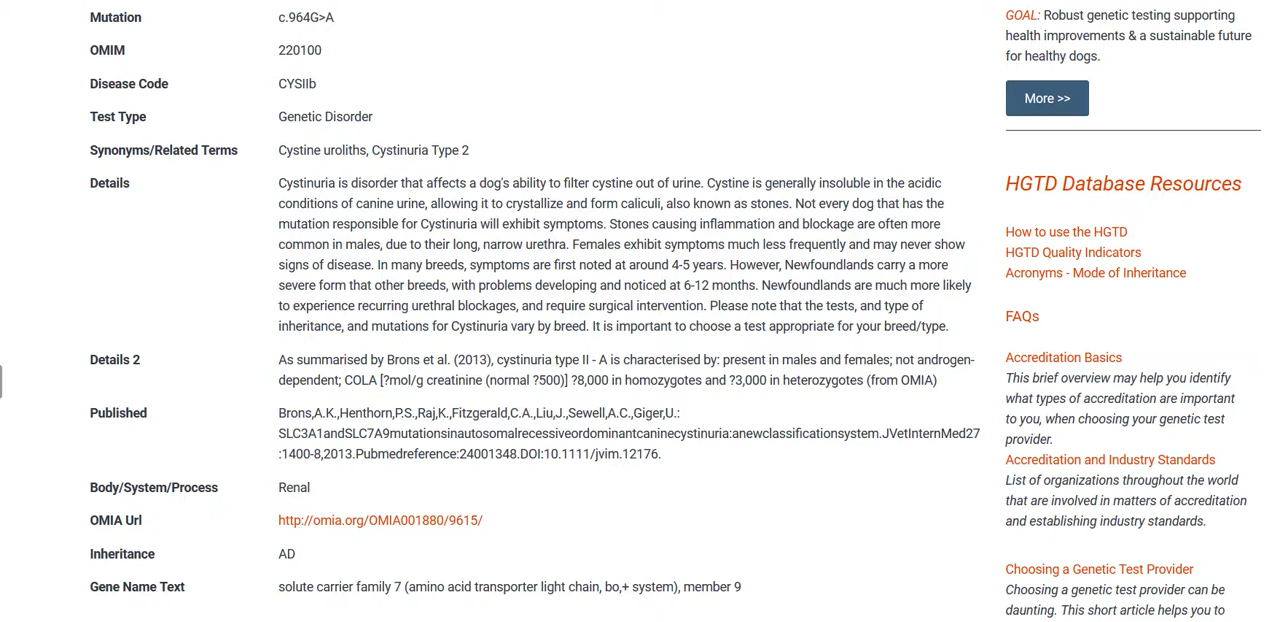 Mutation c.964G>A
OMIM 220100
Disease Code CYSIIb
Test Type Genetic Disorder
Synonyms/Related Terms Cystine uroliths, Cystinuria Type 2
Details Cystinuria is disorder that affects a dog's ability to filter cystine out of urine. Cystine is generally insoluble in the acidic
conditions of canine urine, allowing it to crystallize and form caliculi, also known as stones. Not every dog that has the
mutation responsible for Cystinuria will exhibit symptoms. Stones causing inflammation and blockage are often more
common in males, due to their long, narrow urethra. Females exhibit symptoms much less frequently and may never show
signs of disease. In many breeds, symptoms are first noted at around 4-5 years. However, Newfoundlands carry a more
severe form that other breeds, with problems developing and noticed at 6-12 months. Newfoundlands are much more likely
to experience recurring urethral blockages, and require surgical intervention. Please note that the tests, and type of
inheritance, and mutations for Cystinuria vary by breed. It is important to choose a test appropriate for your breed/type.
Details 2 As summarised by Brons et al. (2013), cystinuria type II - A is characterised by: present in males and females; not androgen-
dependent; COLA [?mol/g creatinine (normal ?500)] ?8,000 in homozygotes and ?3,000 in heterozygotes (from OMIA)
Published Brons,A.K.,Henthorn,P.S.,Raj,K.,Fitzgerald,C.A.,Liu,J.,Sewell,A.C.,Giger,U.:
SLC3A1andSLC7A9mutationsinautosomalrecessiveordominantcaninecystinuria:anewclassificationsystem.JVetInternMed27
:1400-8,2013.Pubmedreference:24001348.DOI:10.1111/jvim.12176.
Body/System/Process Renal
OMIA Url http://omia.org/OMIA001880/9615/
Inheritance AD
Gene Name Text solute carrier family 7 (amino acid transporter light chain, bo,+ system), member 9
GOAL: Robust genetic testing supporting
health improvements & a sustainable future
for healthy dogs.
More >>
HGTD Database Resources
How to use the HGTD
HGTD Quality Indicators
Acronyms - Mode of Inheritance
FAQs
Accreditation Basics
This brief overview may help you identify
what types of accreditation are important
to you, when choosing your genetic test
provider.
Accreditation and Industry Standards
List of organizations throughout the world
that are involved in matters of accreditation
and establishing industry standards.
Choosing a Genetic Test Provider
Choosing a genetic test provider can be
daunting. This short article helps you to